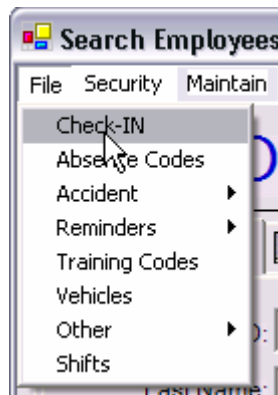 Search Employees
File Security Maintain
Check-IN
Absence Codes
Accident
Reminders
Training Codes
Vehicles
Other
Shifts
Last Name: